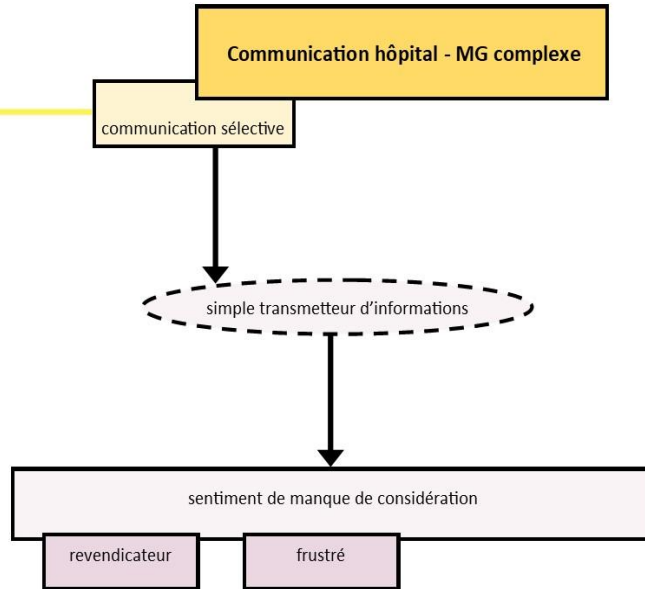 Communication hôpital - MG complexe
communication sélective
simple transmetteur d’informations
sentiment de manque de considération
revendicateur
frustré